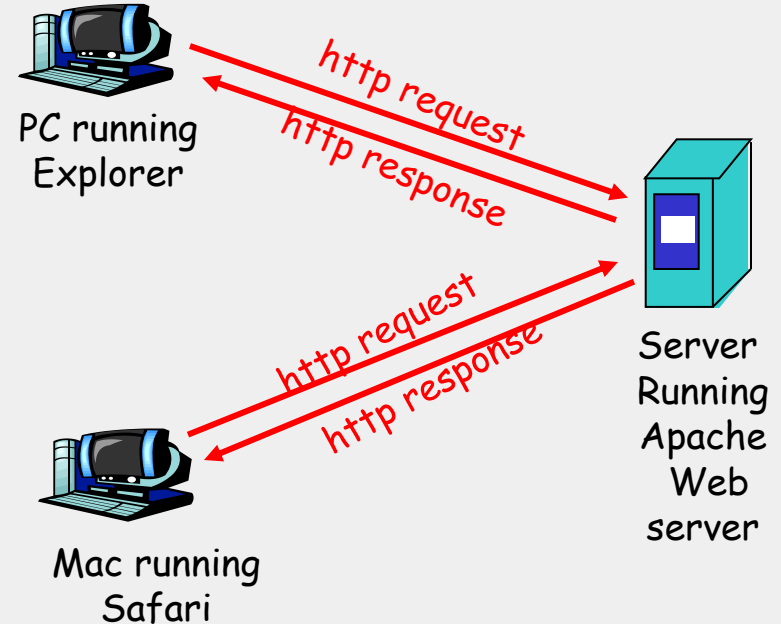 http request
http response
PC running
Explorer
http request
http response
Server
Running
Apache
Web
server
Mac running
Safari